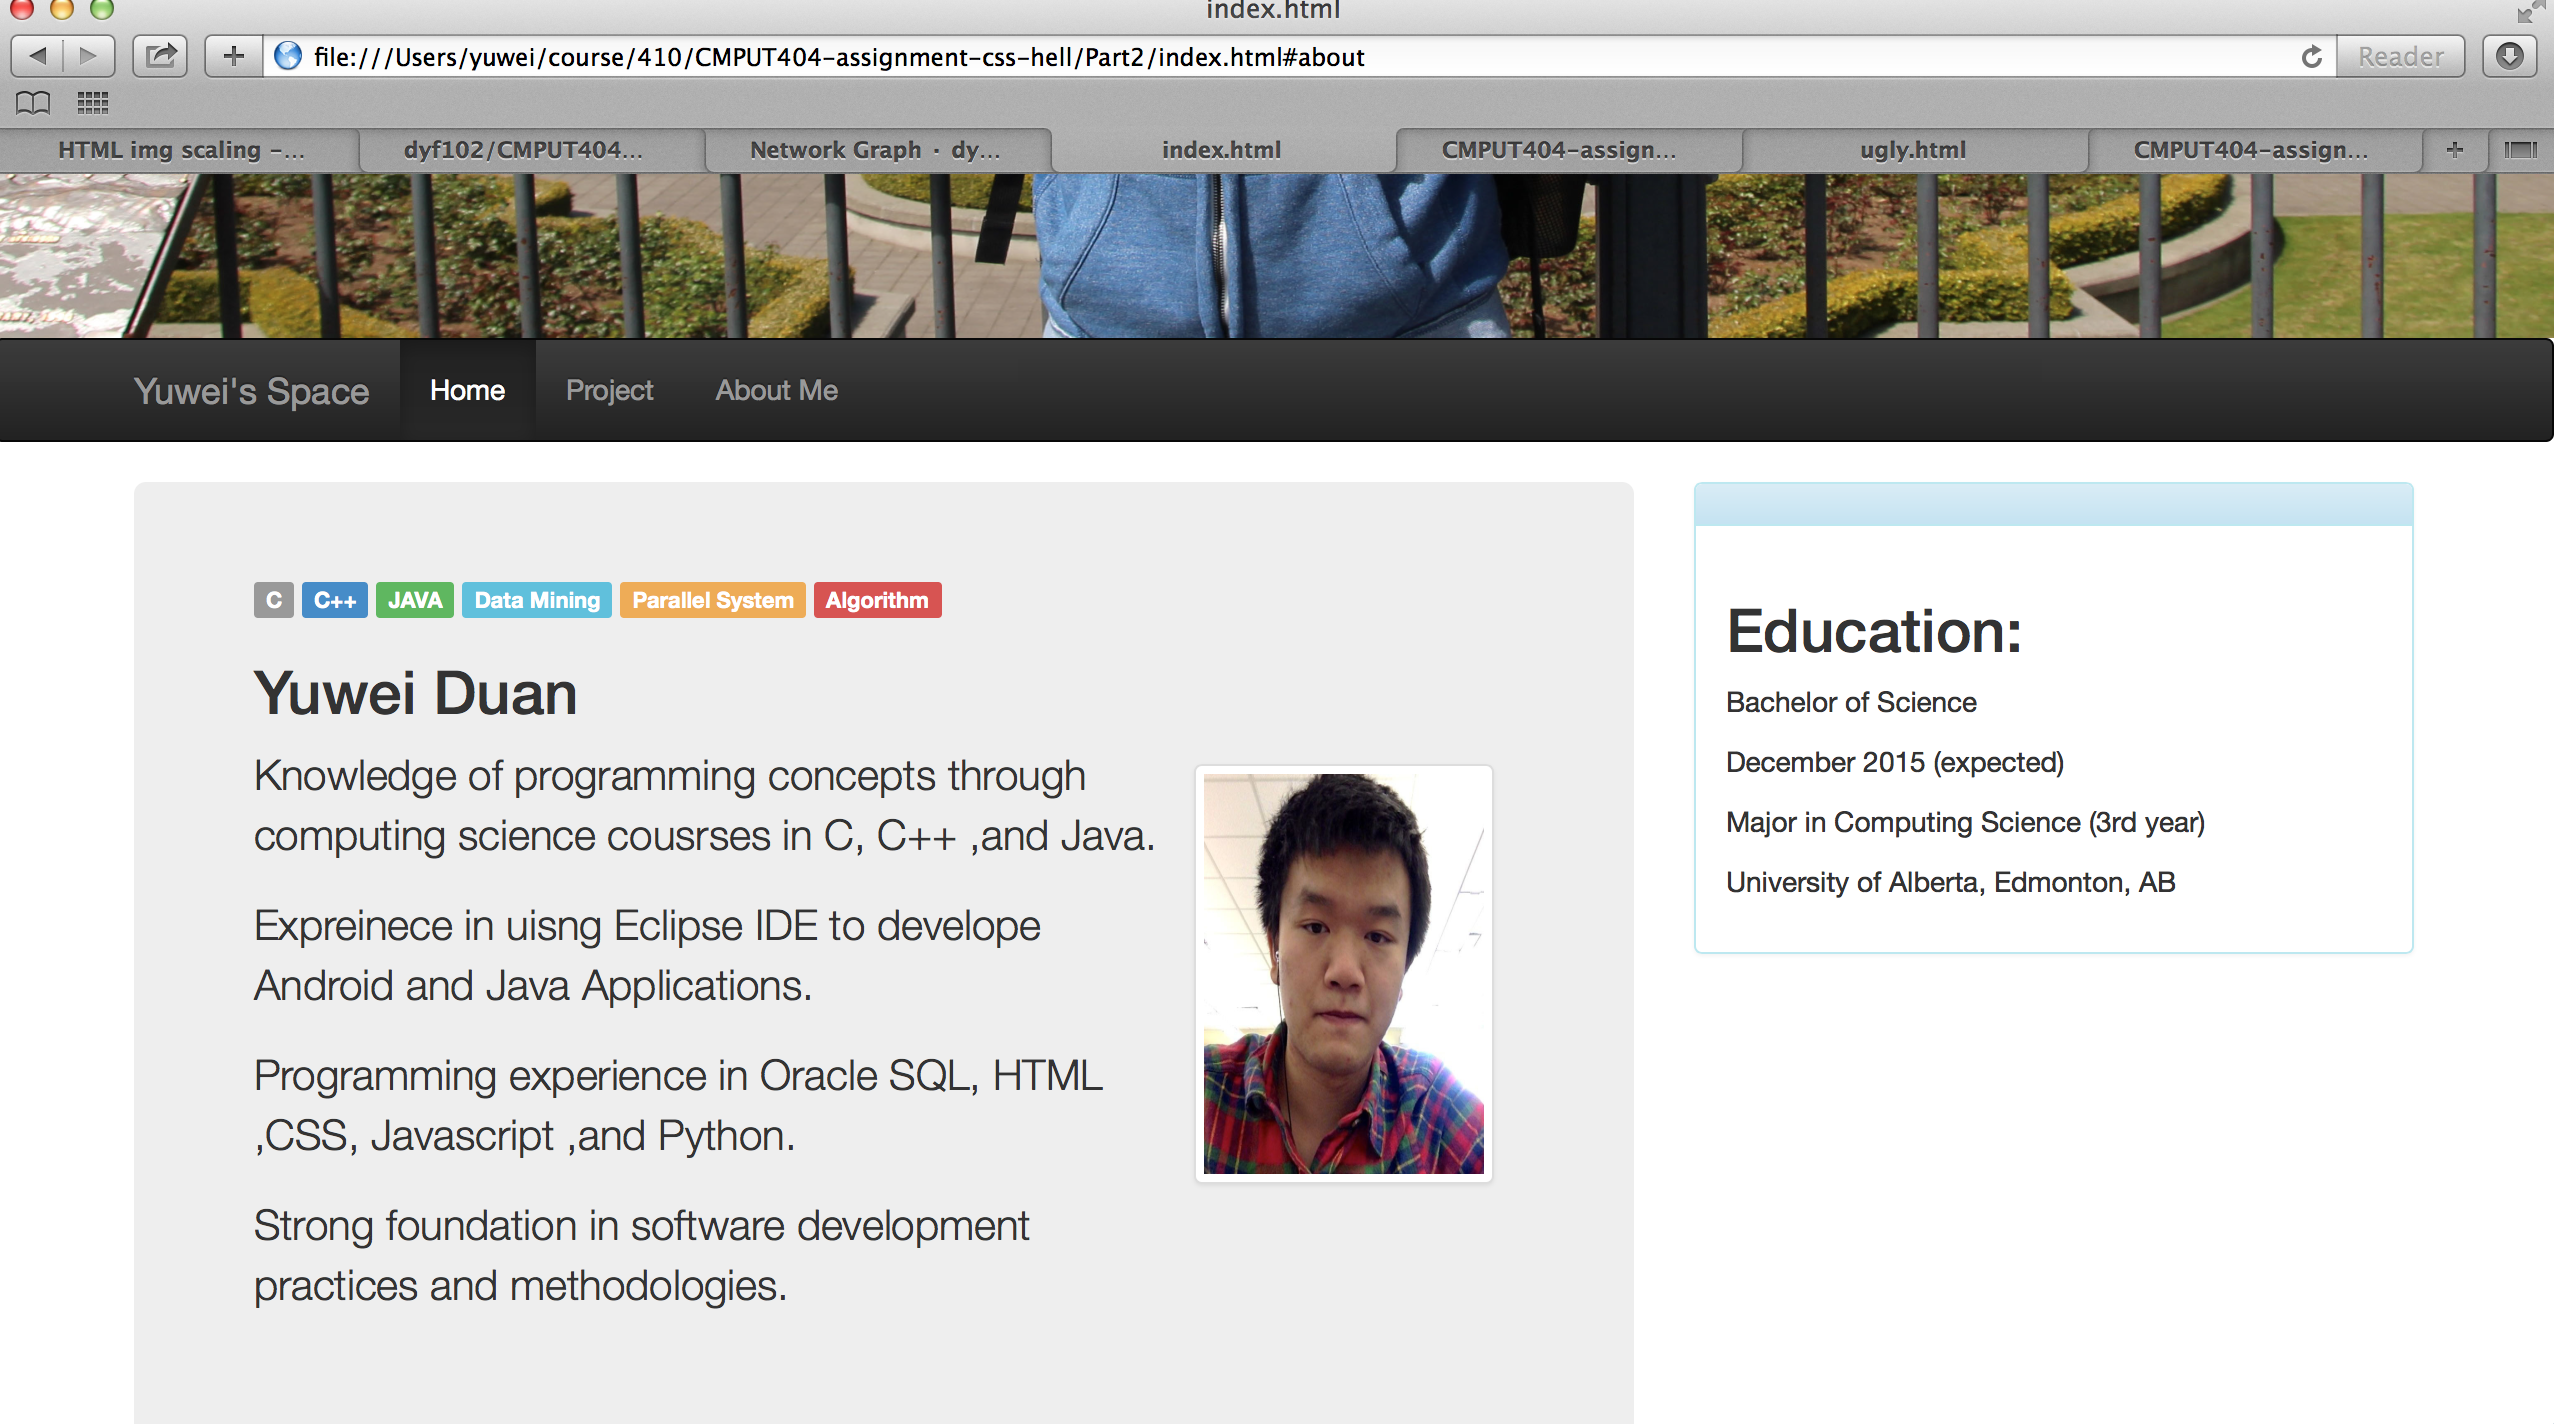 index.html
file:///Users/yuwei/course/410/CMPUT404-assignment-css-hell/Part2/index.html#about
Reader
HTML img scaling -...
dyf102/CMPUT404...
Network Graph · dy...
index.html
CMPUT404-assign...
ugly.html
CMPUT404-assign...
Yuwei's Space
Home
Project
About Me
C
C++
JAVA
Data Mining
Parallel System
Algorithm
Yuwei Duan
Knowledge of programming concepts through
computing science cousrses in C, C++ ,and Java.
Expreinece in uisng Eclipse IDE to develope
Android and Java Applications.
Programming experience in Oracle SQL, HTML
,CSS, Javascript ,and Python.
Strong foundation in software development
practices and methodologies.
Education:
Bachelor of Science
December 2015 (expected)
Major in Computing Science (3rd year)
University of Alberta, Edmonton, AB